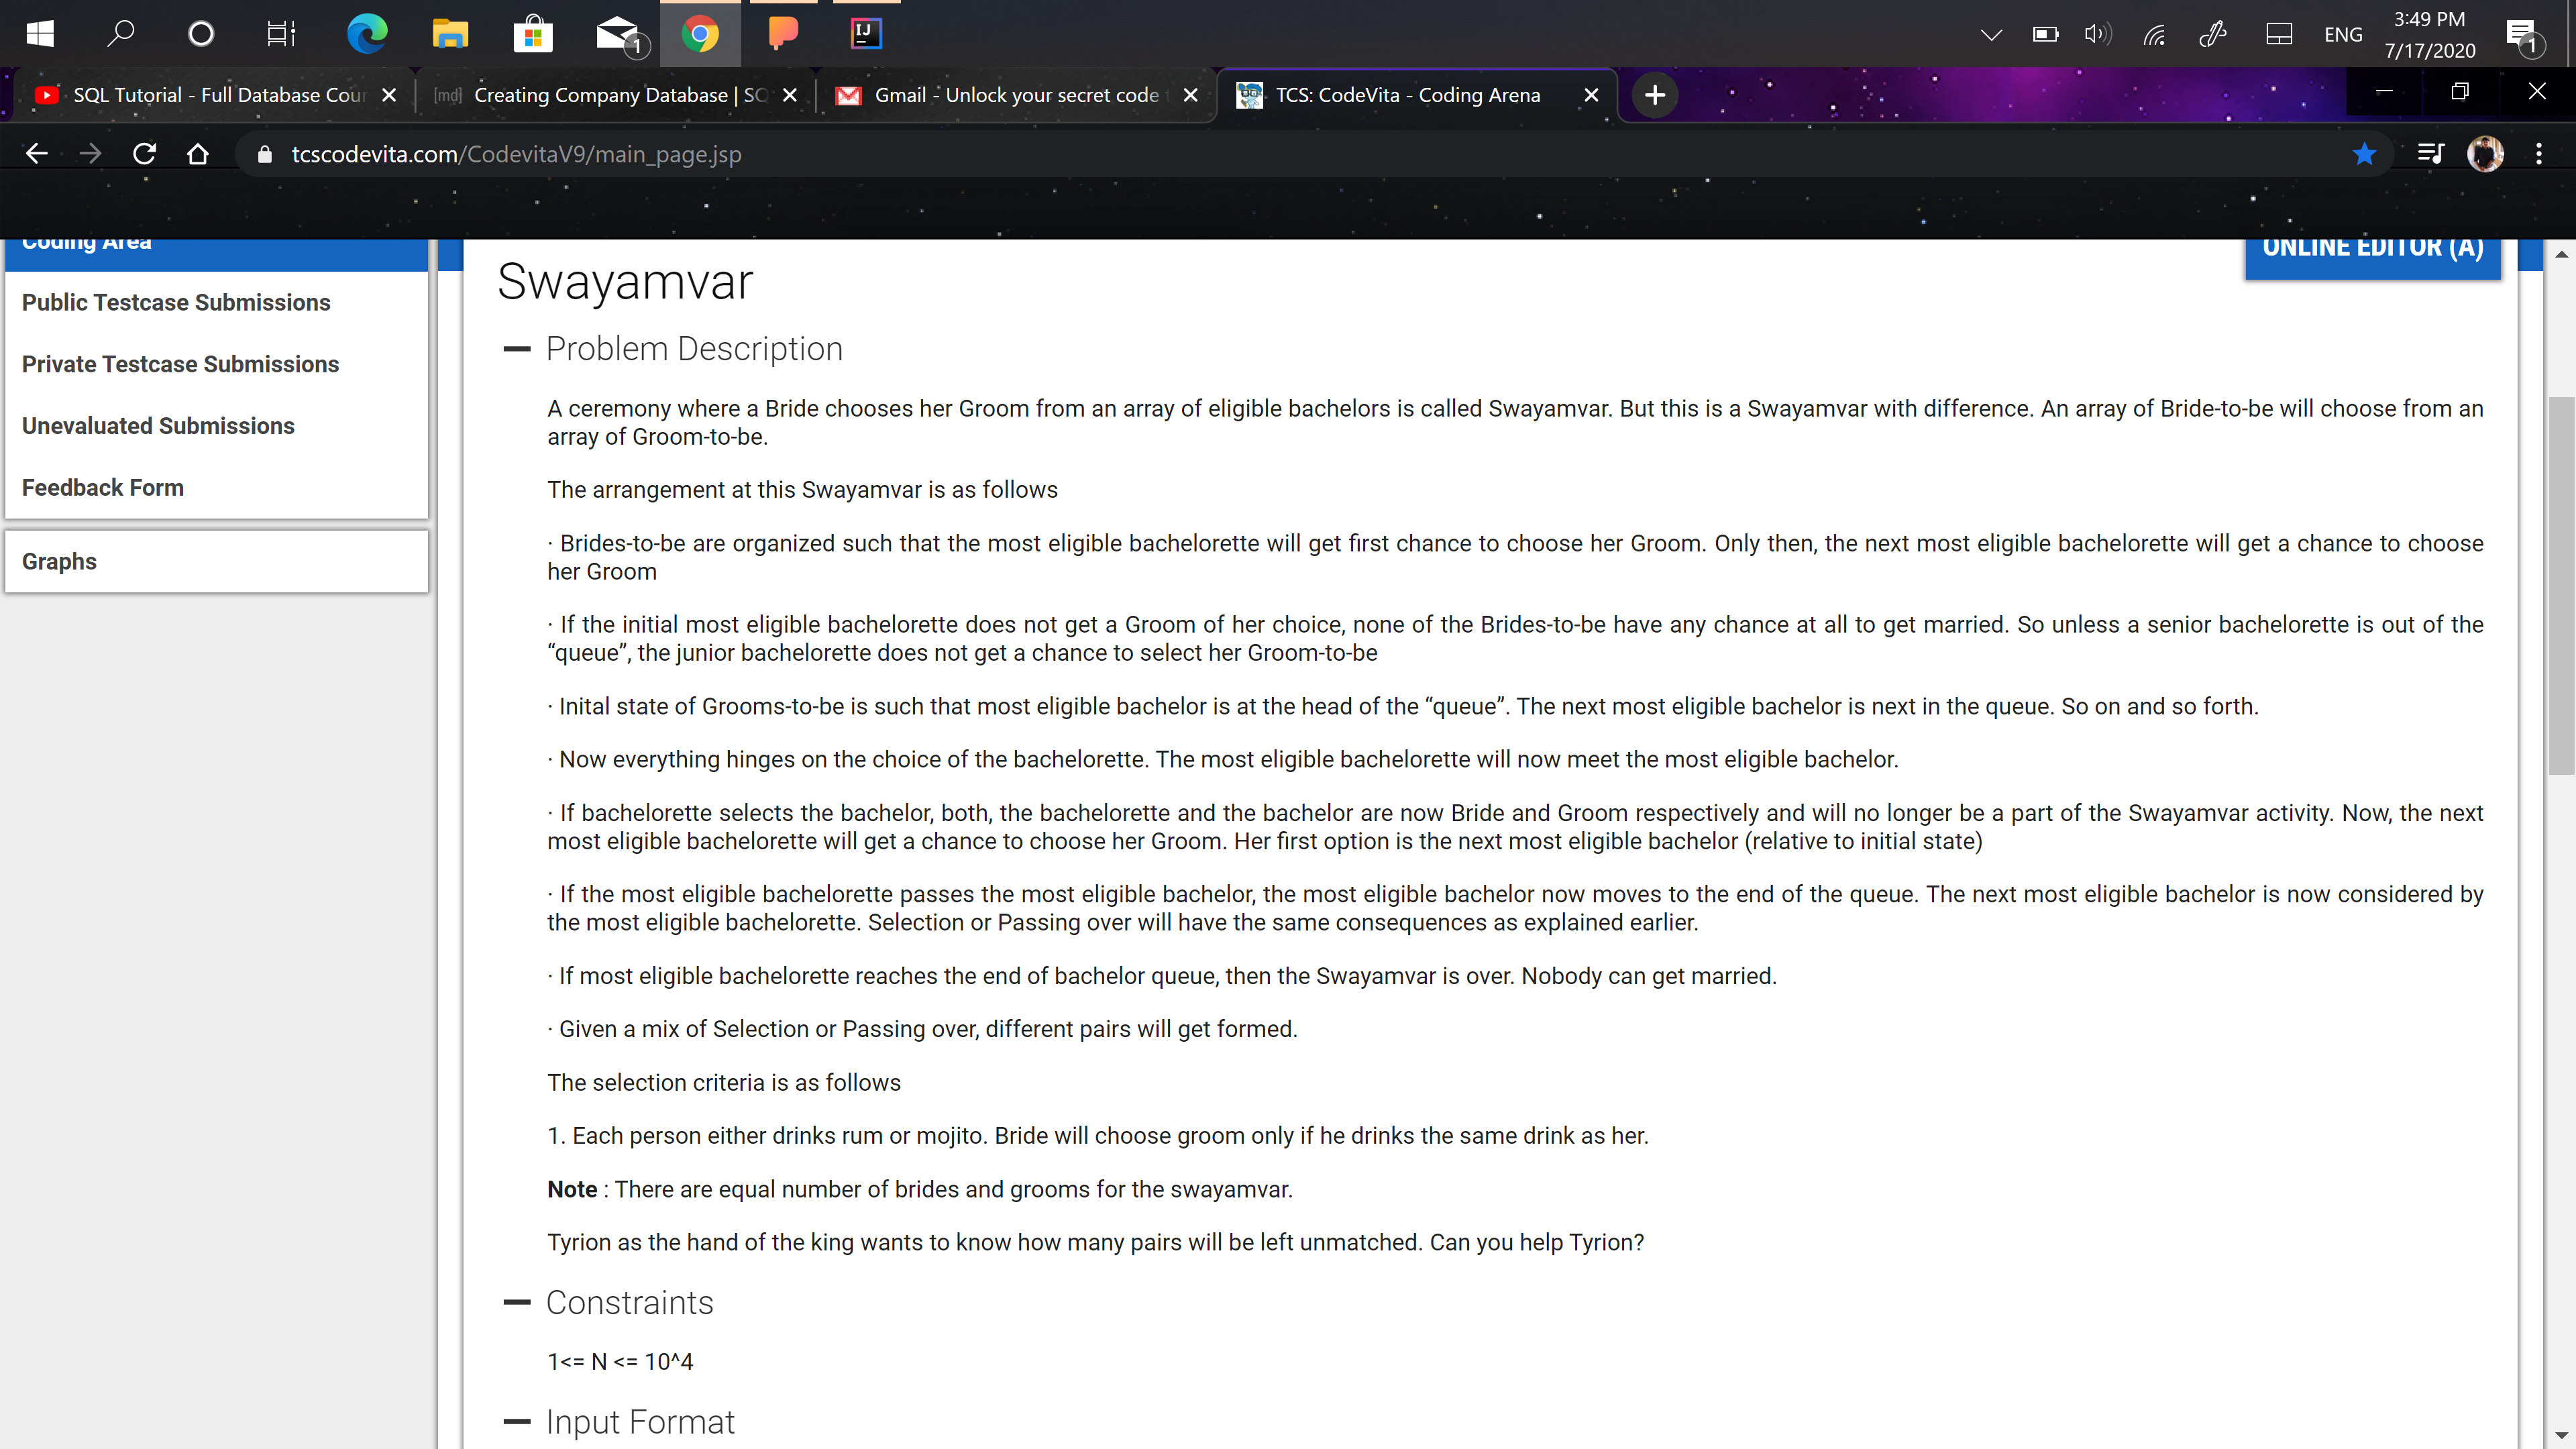 3:49 PM
1
ENG
7/17/2020
1
SQL Tutorial - Full Database Cour
[md] Creating Company Database | SQ
Gmail - Unlock your secret code t
TCS: CodeVita - Coding Arena
tcscodevita.com/CodevitaV9/main_page.jsp
Coding Area
ONLINE EDITOR (A)
Public Testcase Submissions
Private Testcase Submissions
Unevaluated Submissions
Feedback Form
Graphs
Swayamvar
Problem Description
A ceremony where a Bride chooses her Groom from an array of eligible bachelors is called Swayamvar. But this is a Swayamvar with difference. An array of Bride-to-be will choose from an
array of Groom-to-be.
The arrangement at this Swayamvar is as follows
· Brides-to-be are organized such that the most eligible bachelorette will get first chance to choose her Groom. Only then, the next most eligible bachelorette will get a chance to choose
her Groom
· If the initial most eligible bachelorette does not get a Groom of her choice, none of the Brides-to-be have any chance at all to get married. So unless a senior bachelorette is out of the
“queue”, the junior bachelorette does not get a chance to select her Groom-to-be
· Inital state of Grooms-to-be is such that most eligible bachelor is at the head of the “queue”. The next most eligible bachelor is next in the queue. So on and so forth.
· Now everything hinges on the choice of the bachelorette. The most eligible bachelorette will now meet the most eligible bachelor.
· If bachelorette selects the bachelor, both, the bachelorette and the bachelor are now Bride and Groom respectively and will no longer be a part of the Swayamvar activity. Now, the next
most eligible bachelorette will get a chance to choose her Groom. Her first option is the next most eligible bachelor (relative to initial state)
· If the most eligible bachelorette passes the most eligible bachelor, the most eligible bachelor now moves to the end of the queue. The next most eligible bachelor is now considered by
the most eligible bachelorette. Selection or Passing over will have the same consequences as explained earlier.
· If most eligible bachelorette reaches the end of bachelor queue, then the Swayamvar is over. Nobody can get married.
· Given a mix of Selection or Passing over, different pairs will get formed.
The selection criteria is as follows
1. Each person either drinks rum or mojito. Bride will choose groom only if he drinks the same drink as her.
Note : There are equal number of brides and grooms for the swayamvar.
Tyrion as the hand of the king wants to know how many pairs will be left unmatched. Can you help Tyrion?
Constraints
1<= N <= 10^4
Input Format